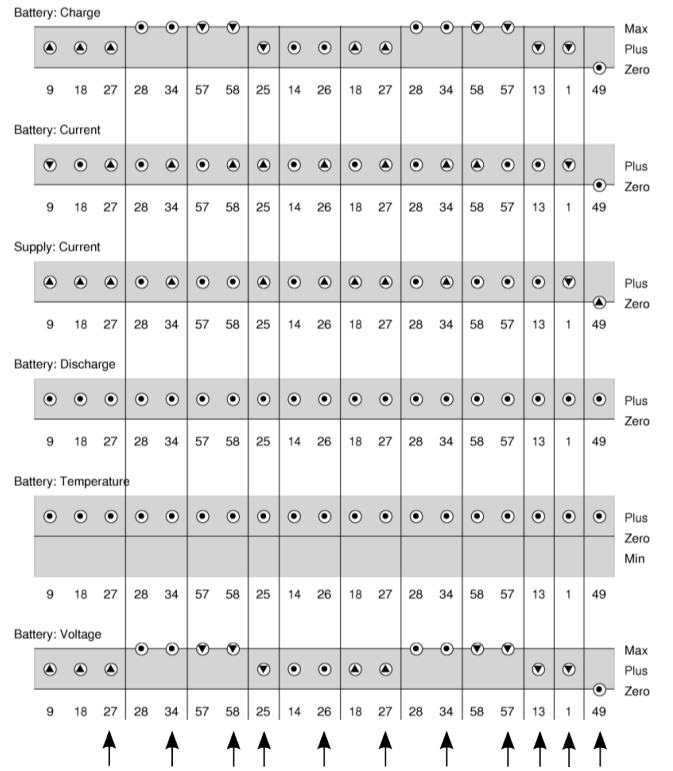 Battery: Charge
Max
Plus
Zero
9 18 27 28 34 57 58 25 14 26 18 27 28 34 58 57 13 1 49
Battery: Current
Plus
Zero
9 18 27 28 34 57 58 25 14 26 18 27 28 34 58 57 13 1 49
Supply: Current
Plus
Zero
9 18 27 28 34 57 58 25 14 26 18 27 28 34 58 57 13 1 49
Battery: Discharge
Plus
Zero
9 18 27 28 34 57 58 25 14 26 18 27 28 34 58 57 13 1 49
Battery: Temperature
Plus
Zero
Min
9 18 27 28 34 57 58 25 14 26 18 27 28 34 58 57 13 1 49
Battery: Voltage
Max
Plus
Zero
9 18 27 28 34 57 58 25 14 26 18 27 28 34 58 57 13 1 49